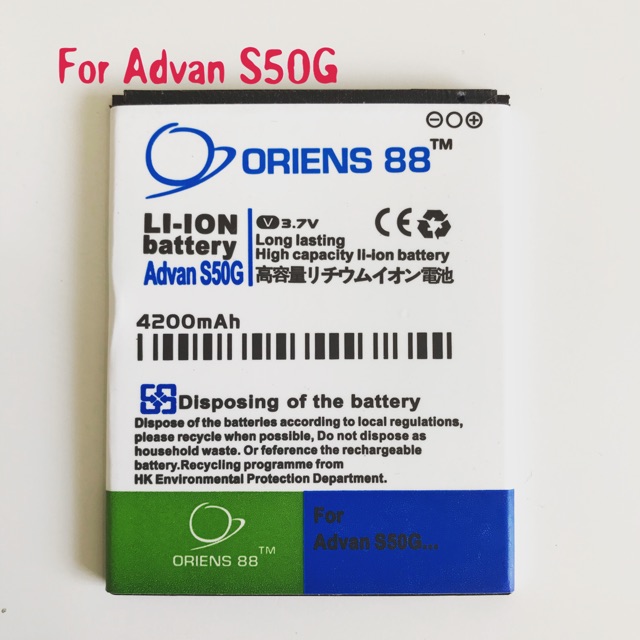 For Advan S50G
ORIENS 88™
LI-ION
battery
Advan S50G
V 3.7V
Long lasting
High capacity li-ion battery
高容量リチウムイオン電池
CE
4200mAh
Disposing of the battery
Dispose of the batteries according to local regulations,
please recycle when possible, Do not dispose as
household waste. Or reference the rechargeable
battery.Recycling programme from
HK Environmental Protection Department.
ORIENS 88™
For
Advan S50G...